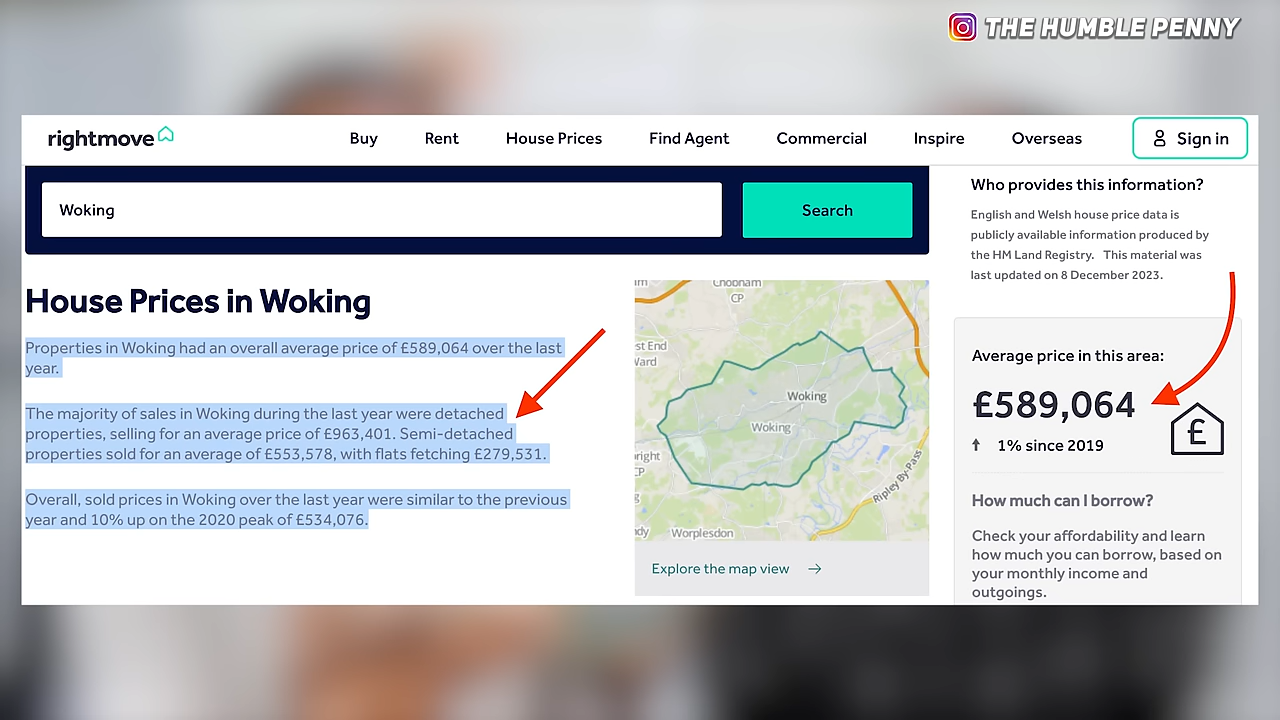 THE HUMBLE PENNY
rightmove
Buy Rent House Prices Find Agent Commercial Inspire Overseas Sign in
Woking
Search
House Prices in Woking
Properties in Woking had an overall average price of £589,064 over the last
year.
The majority of sales in Woking during the last year were detached
properties, selling for an average price of £963,401. Semi-detached
properties sold for an average of £553,578, with flats fetching £279,531.
Overall, sold prices in Woking over the last year were similar to the previous
year and 10% up on the 2020 peak of £534,076.
Chobham
CP
Woking
Woking
Ripley By-Pass
CP
Worplesdon
Explore the map view
Who provides this information?
English and Welsh house price data is
publicly available information produced by
the HM Land Registry. This material was
last updated on 8 December 2023.
Average price in this area:
£589,064
£
1% since 2019
How much can I borrow?
Check your affordability and learn
how much you can borrow, based on
your monthly income and
outgoings.